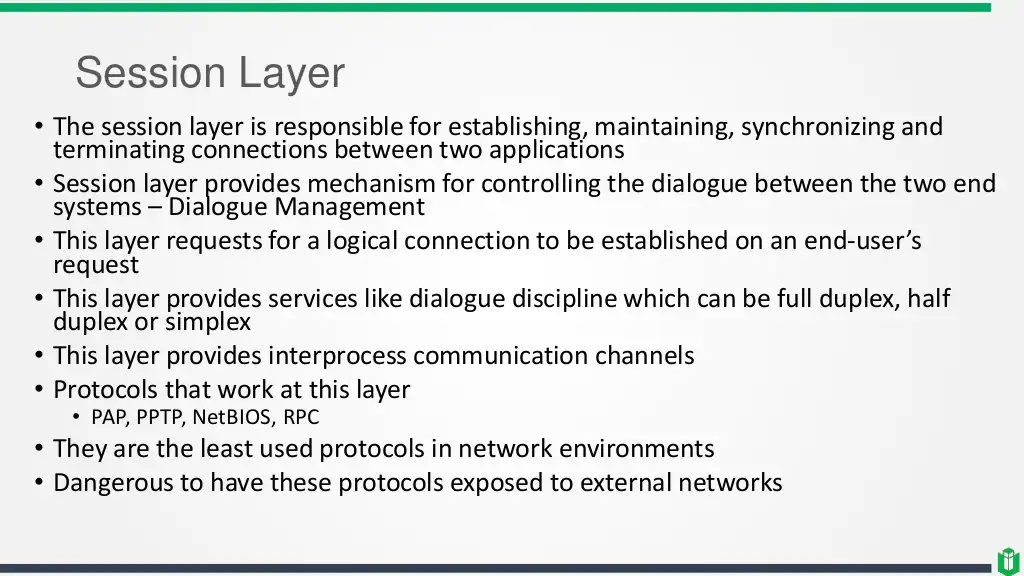 Session Layer
• The session layer is responsible for establishing, maintaining, synchronizing and
terminating connections between two applications
• Session layer provides mechanism for controlling the dialogue between the two end
systems – Dialogue Management
• This layer requests for a logical connection to be established on an end-user’s
request
• This layer provides services like dialogue discipline which can be full duplex, half
duplex or simplex
• This layer provides interprocess communication channels
• Protocols that work at this layer
• PAP, PPTP, NetBIOS, RPC
• They are the least used protocols in network environments
• Dangerous to have these protocols exposed to external networks